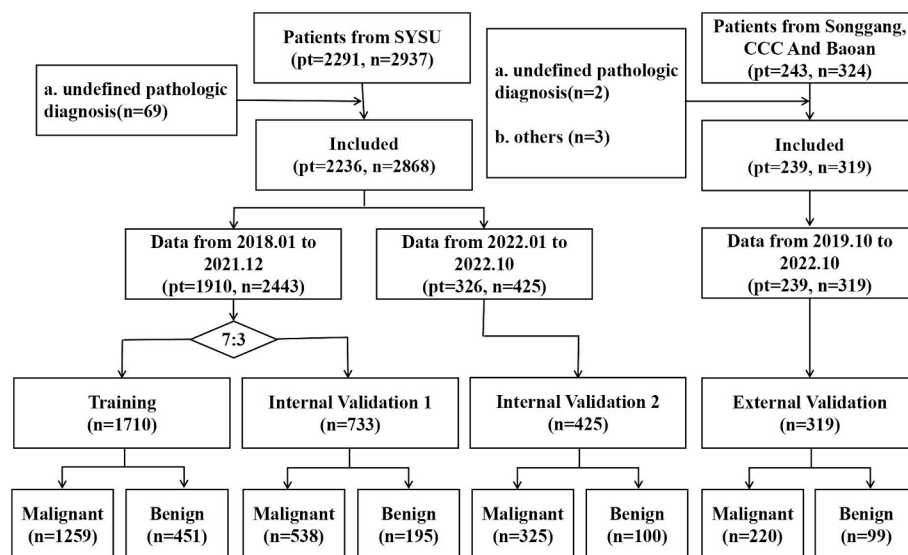 Patients from SYSU
(pt=2291, n=2937)
a. undefined pathologic
diagnosis(n=69)
Included
(pt=2236, n=2868)
Patients from Songgang,
CCC And Baoan
(pt=243, n=324)
a. undefined pathologic
diagnosis(n=2)
b. others (n=3)
Included
(pt=239, n=319)
Data from 2018.01 to
2021.12
(pt=1910, n=2443)
Data from 2022.01 to
2022.10
(pt=326, n=425)
Data from 2019.10 to
2022.10
(pt=239, n=319)
7:3
Training
(n=1710)
Internal Validation 1
(n=733)
Internal Validation 2
(n=425)
External Validation
(n=319)
Malignant
(n=1259)
Benign
(n=451)
Malignant
(n=538)
Benign
(n=195)
Malignant
(n=325)
Benign
(n=100)
Malignant
(n=220)
Benign
(n=99)